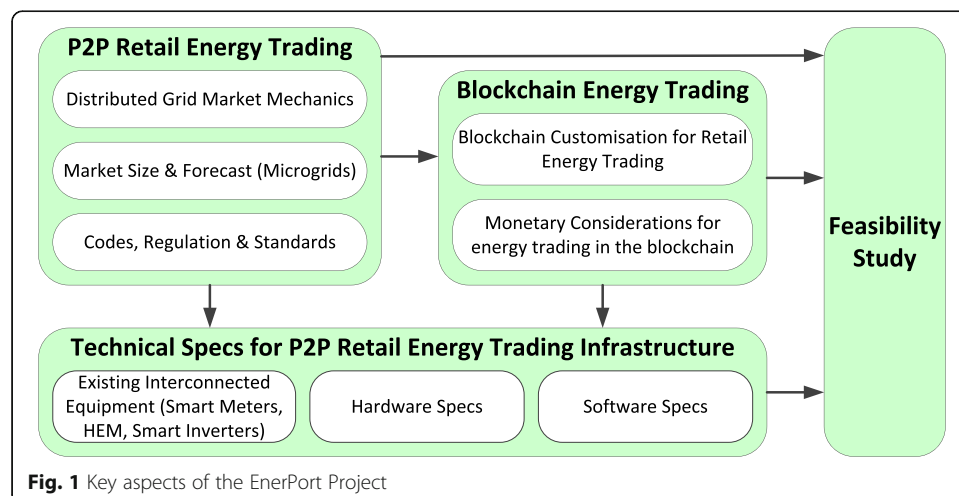 P2P Retail Energy Trading
Distributed Grid Market Mechanics
Market Size & Forecast (Microgrids)
Codes, Regulation & Standards
Blockchain Energy Trading
Blockchain Customisation for Retail
Energy Trading
Monetary Considerations for
energy trading in the blockchain
Technical Specs for P2P Retail Energy Trading Infrastructure
Existing Interconnected
Equipment (Smart Meters,
HEM, Smart Inverters)
Hardware Specs
Software Specs
Feasibility
Study
Fig. 1 Key aspects of the EnerPort Project